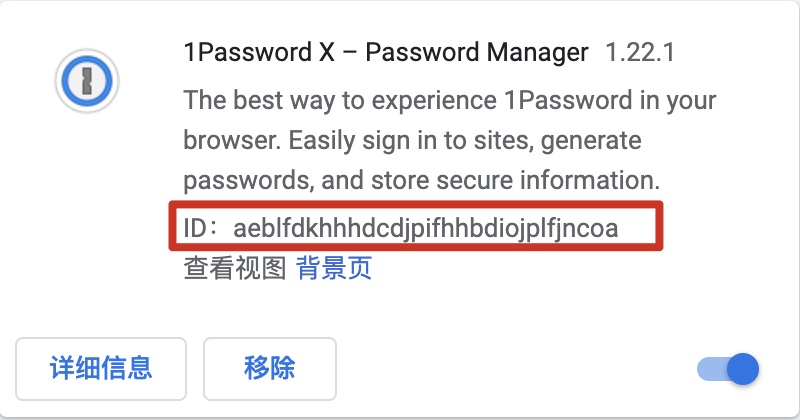 1Password X – Password Manager 1.22.1
The best way to experience 1Password in your
browser. Easily sign in to sites, generate
passwords, and store secure information.
ID：aeblfdkhhhdcdjpifhhbdiojplfjncoa
查看视图 背景页
详细信息 移除